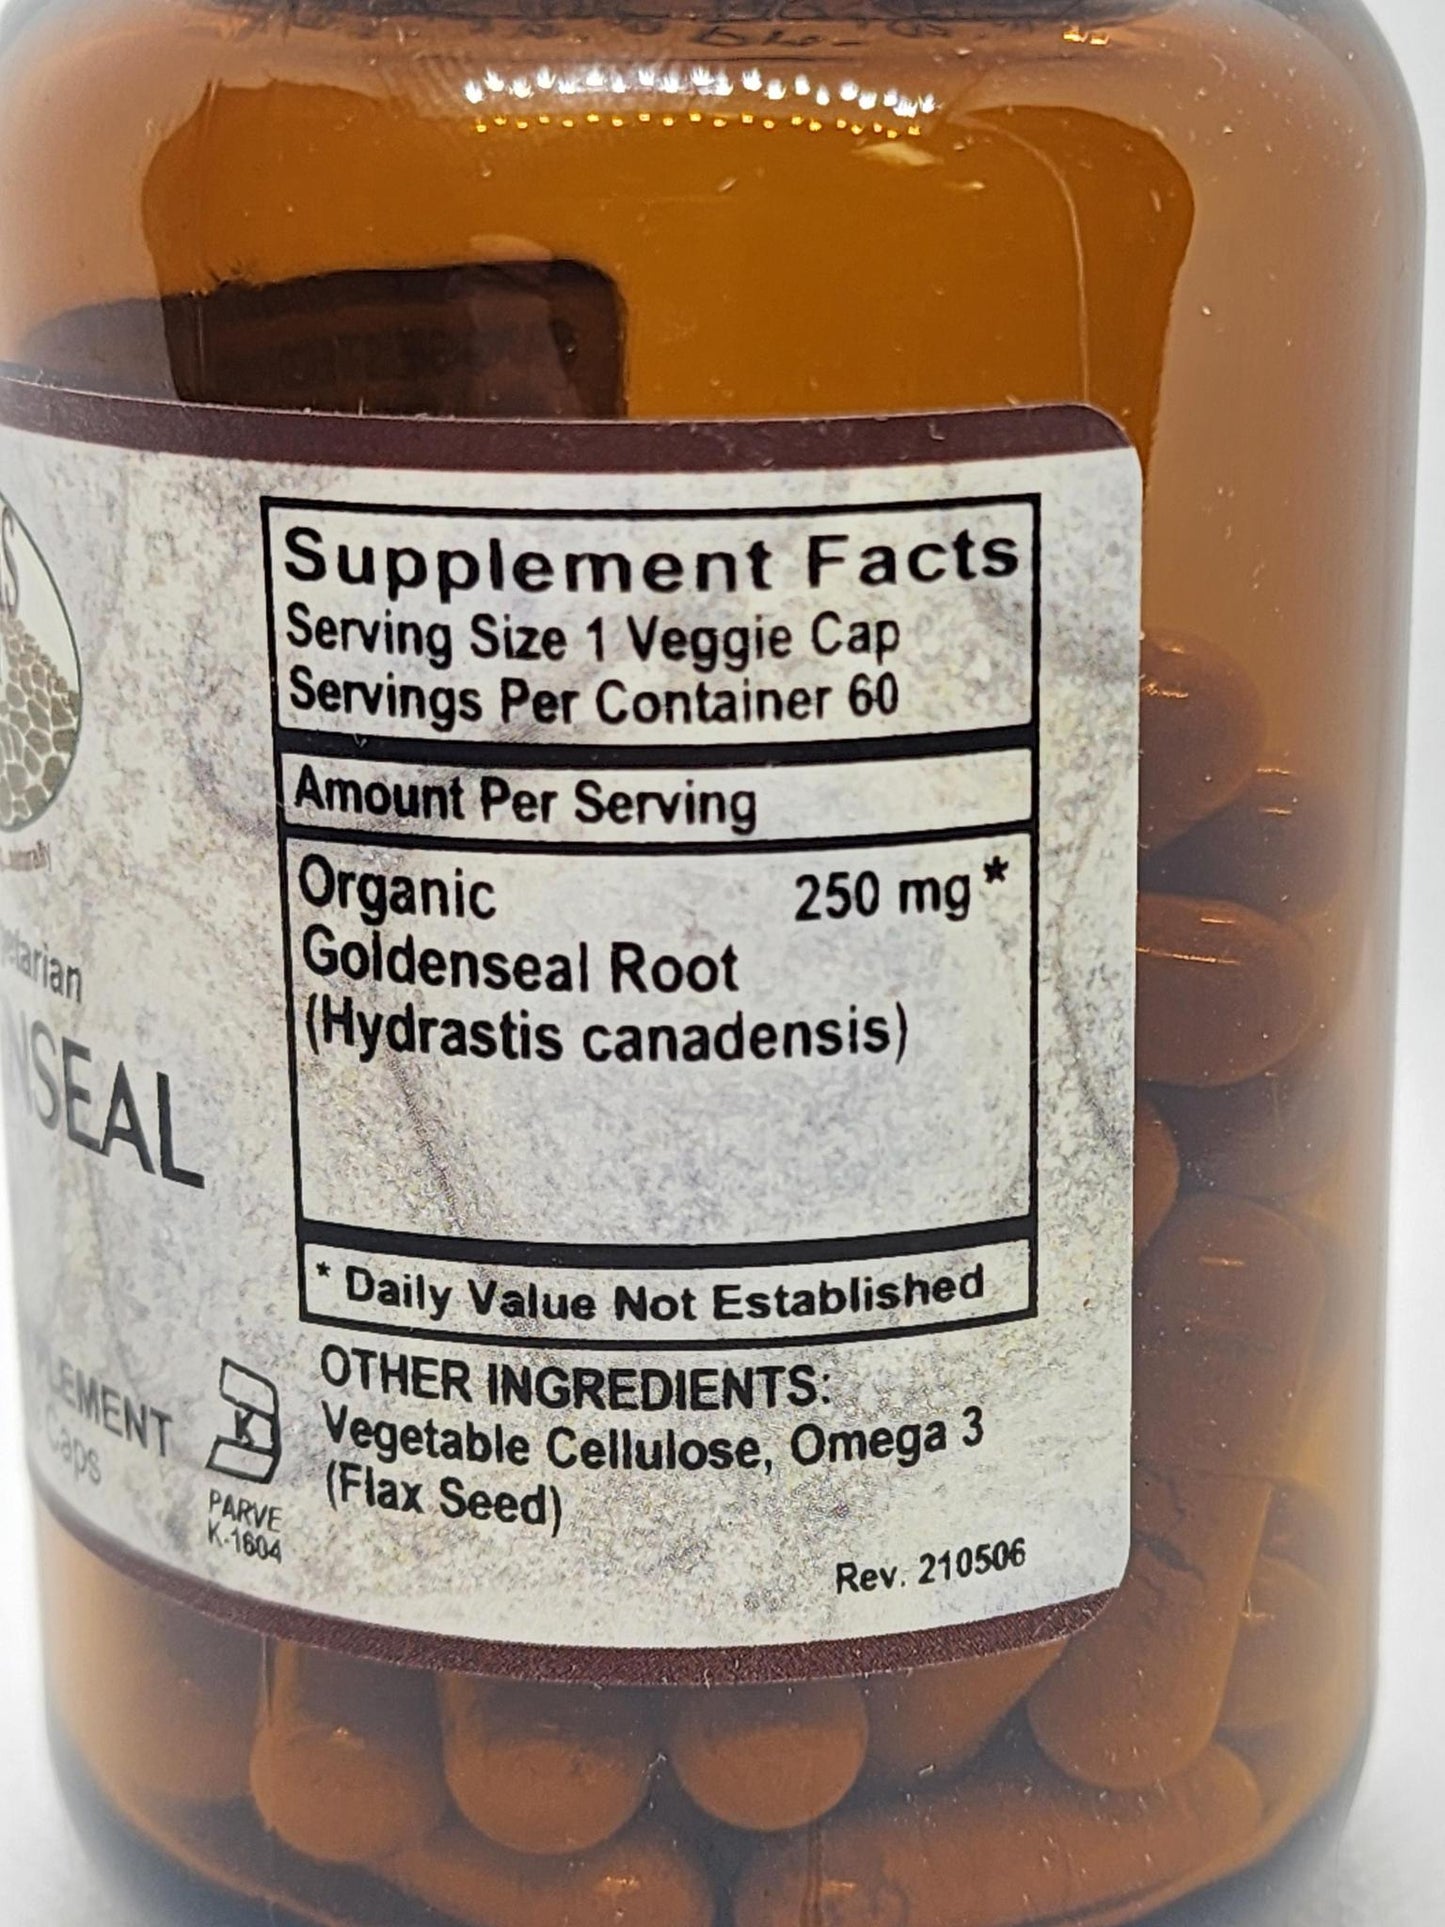 Supplement Facts
Serving Size 1 Veggie Cap
Servings Per Container 60
Amount Per Serving
Organic 250 mg*
Goldenseal Root
(Hydrastis canadensis)
* Daily Value Not Established
OTHER INGREDIENTS:
Vegetable Cellulose, Omega 3
(Flax Seed)
Rev. 210506
NSEAL
LEMENT
Caps
K
PARVE
K-1604